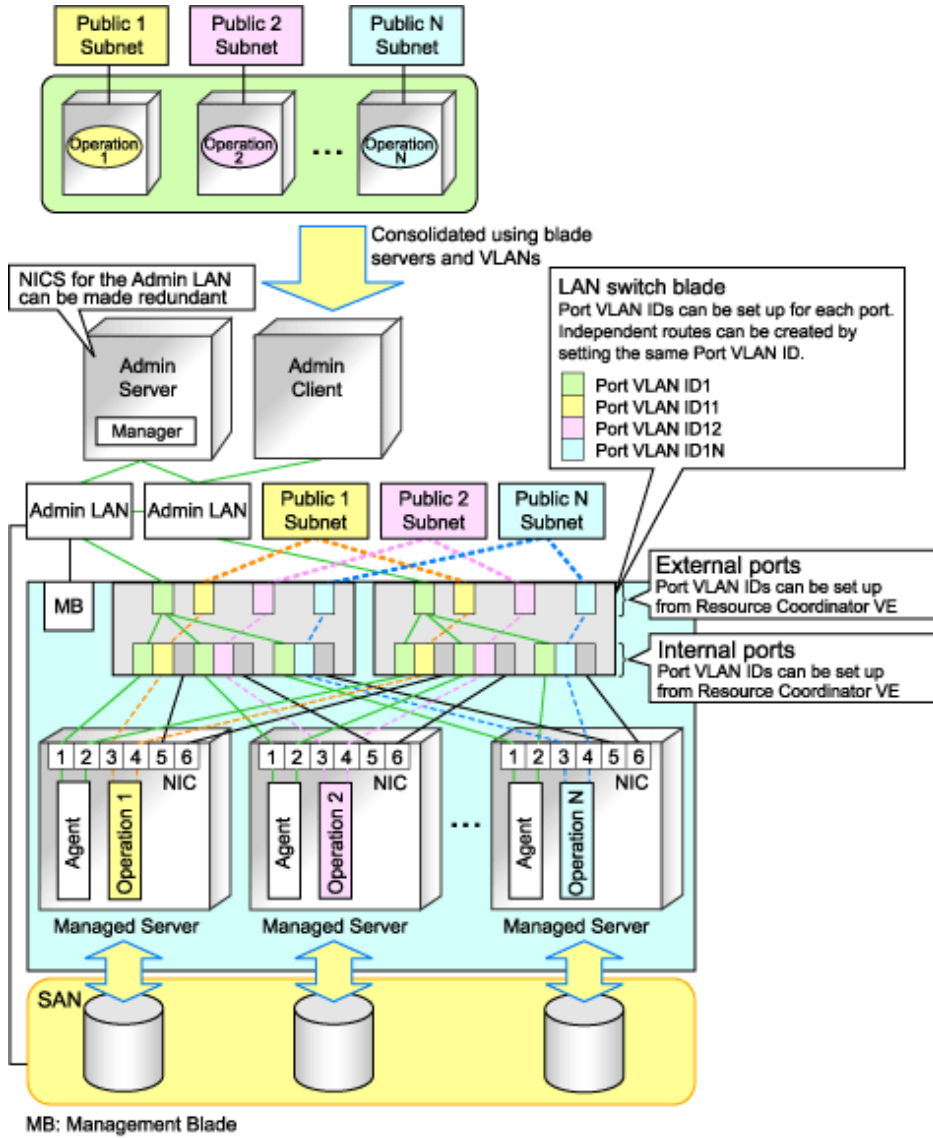 Public 1
Subnet
Public 2
Subnet
Public N
Subnet
Operation
1
Operation
2
...
Operation
N
Consolidated using blade
servers and VLANs
NICS for the Admin LAN
can be made redundant
LAN switch blade
Port VLAN IDs can be set up for each port.
Independent routes can be created by
setting the same Port VLAN ID.
Port VLAN ID1
Port VLAN ID11
Port VLAN ID12
Port VLAN ID1N
Admin
Server
Manager
Admin
Client
Admin LAN
Admin LAN
Public 1
Subnet
Public 2
Subnet
Public N
Subnet
MB
External ports
Port VLAN IDs can be set up
from Resource Coordinator VE
Internal ports
Port VLAN IDs can be set up
from Resource Coordinator VE
1 2 3 4 5 6
NIC
Agent
Operation 1
Managed Server
1 2 3 4 5 6
NIC
Agent
Operation 2
Managed Server
...
1 2 3 4 5 6
NIC
Agent
Operation N
Managed Server
SAN
MB: Management Blade